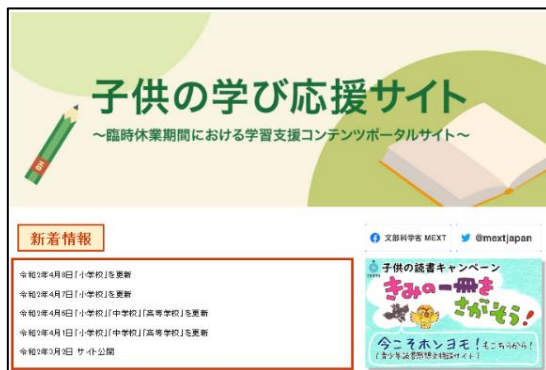 子供の学び応援サイト
～臨時休業期間における学習支援コンテンツポータルサイト～
新着情報
令和2年4月8日「小学校」を更新
令和2年4月7日「小学校」を更新
令和2年4月6日「小学校」「中学校」「高等学校」を更新
令和2年4月1日「小学校」「中学校」「高等学校」を更新
令和2年3月2日 サイト公開
文部科学省 MEXT
@mextjapan
子供の読書キャンペーン
きみの一冊を
さがそう!
今こそホンヨモ!もこちらから!